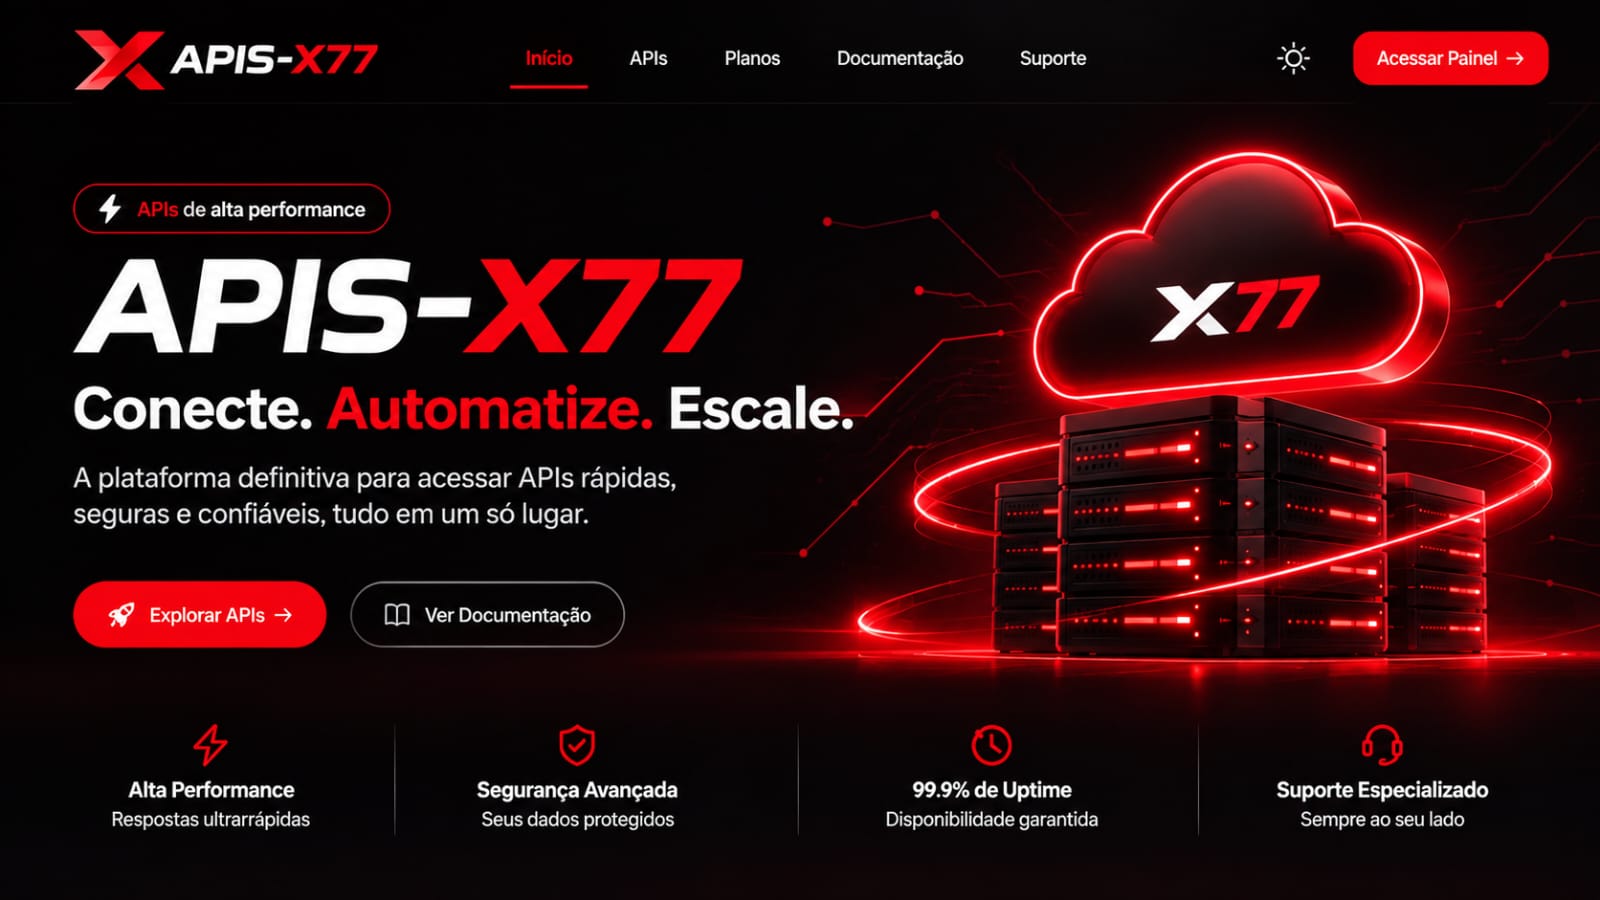 APIS-X77
Início
APIs
Planos
Documentação
Suporte
Acessar Painel →
APIs de alta performance
APIS-X77
Conecte. Automatize. Escale.
A plataforma definitiva para acessar APIs rápidas,
seguras e confiáveis, tudo em um só lugar.
Explorar APIs →
Ver Documentação
X77
Alta Performance
Respostas ultrarrápidas
Segurança Avançada
Seus dados protegidos
99.9% de Uptime
Disponibilidade garantida
Suporte Especializado
Sempre ao seu lado